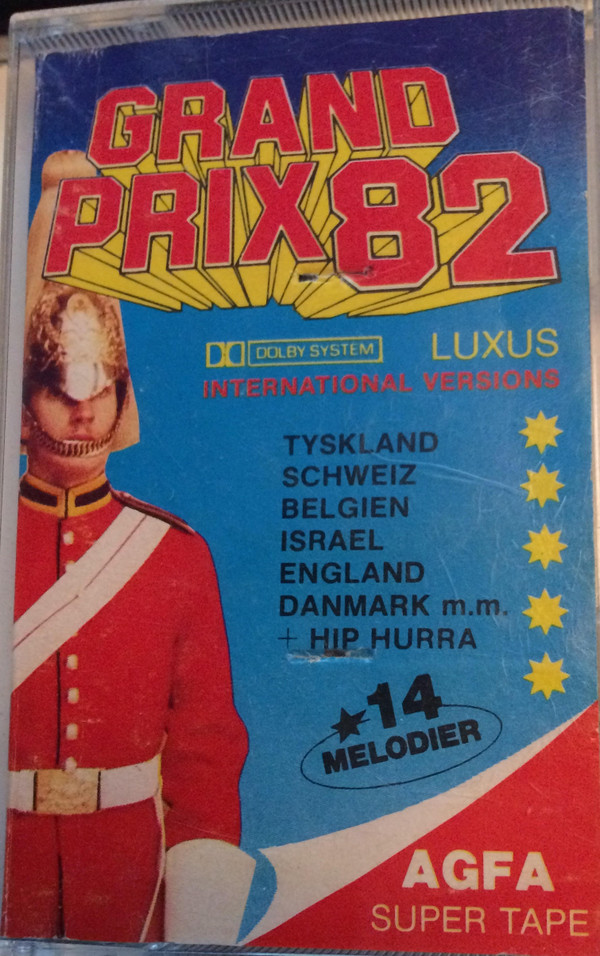 GRAND
PRIX 82
DOLBY SYSTEM
LUXUS
INTERNATIONAL VERSIONS
TYSKLAND
SCHWEIZ
BELGIEN
ISRAEL
ENGLAND
DANMARK m.m.
+ HIP HURRA
14
MELODIER
AGFA
SUPER TAPE